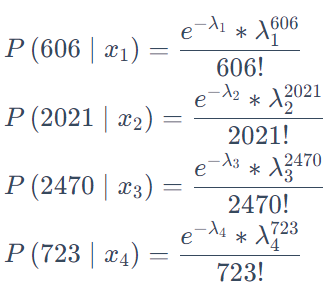 P (606 | x₁) = e^{−λ₁} * λ₁^{606} / 606!
P (2021 | x₂) = e^{−λ₂} * λ₂^{2021} / 2021!
P (2470 | x₃) = e^{−λ₃} * λ₃^{2470} / 2470!
P (723 | x₄) = e^{−λ₄} * λ₄^{723} / 723!